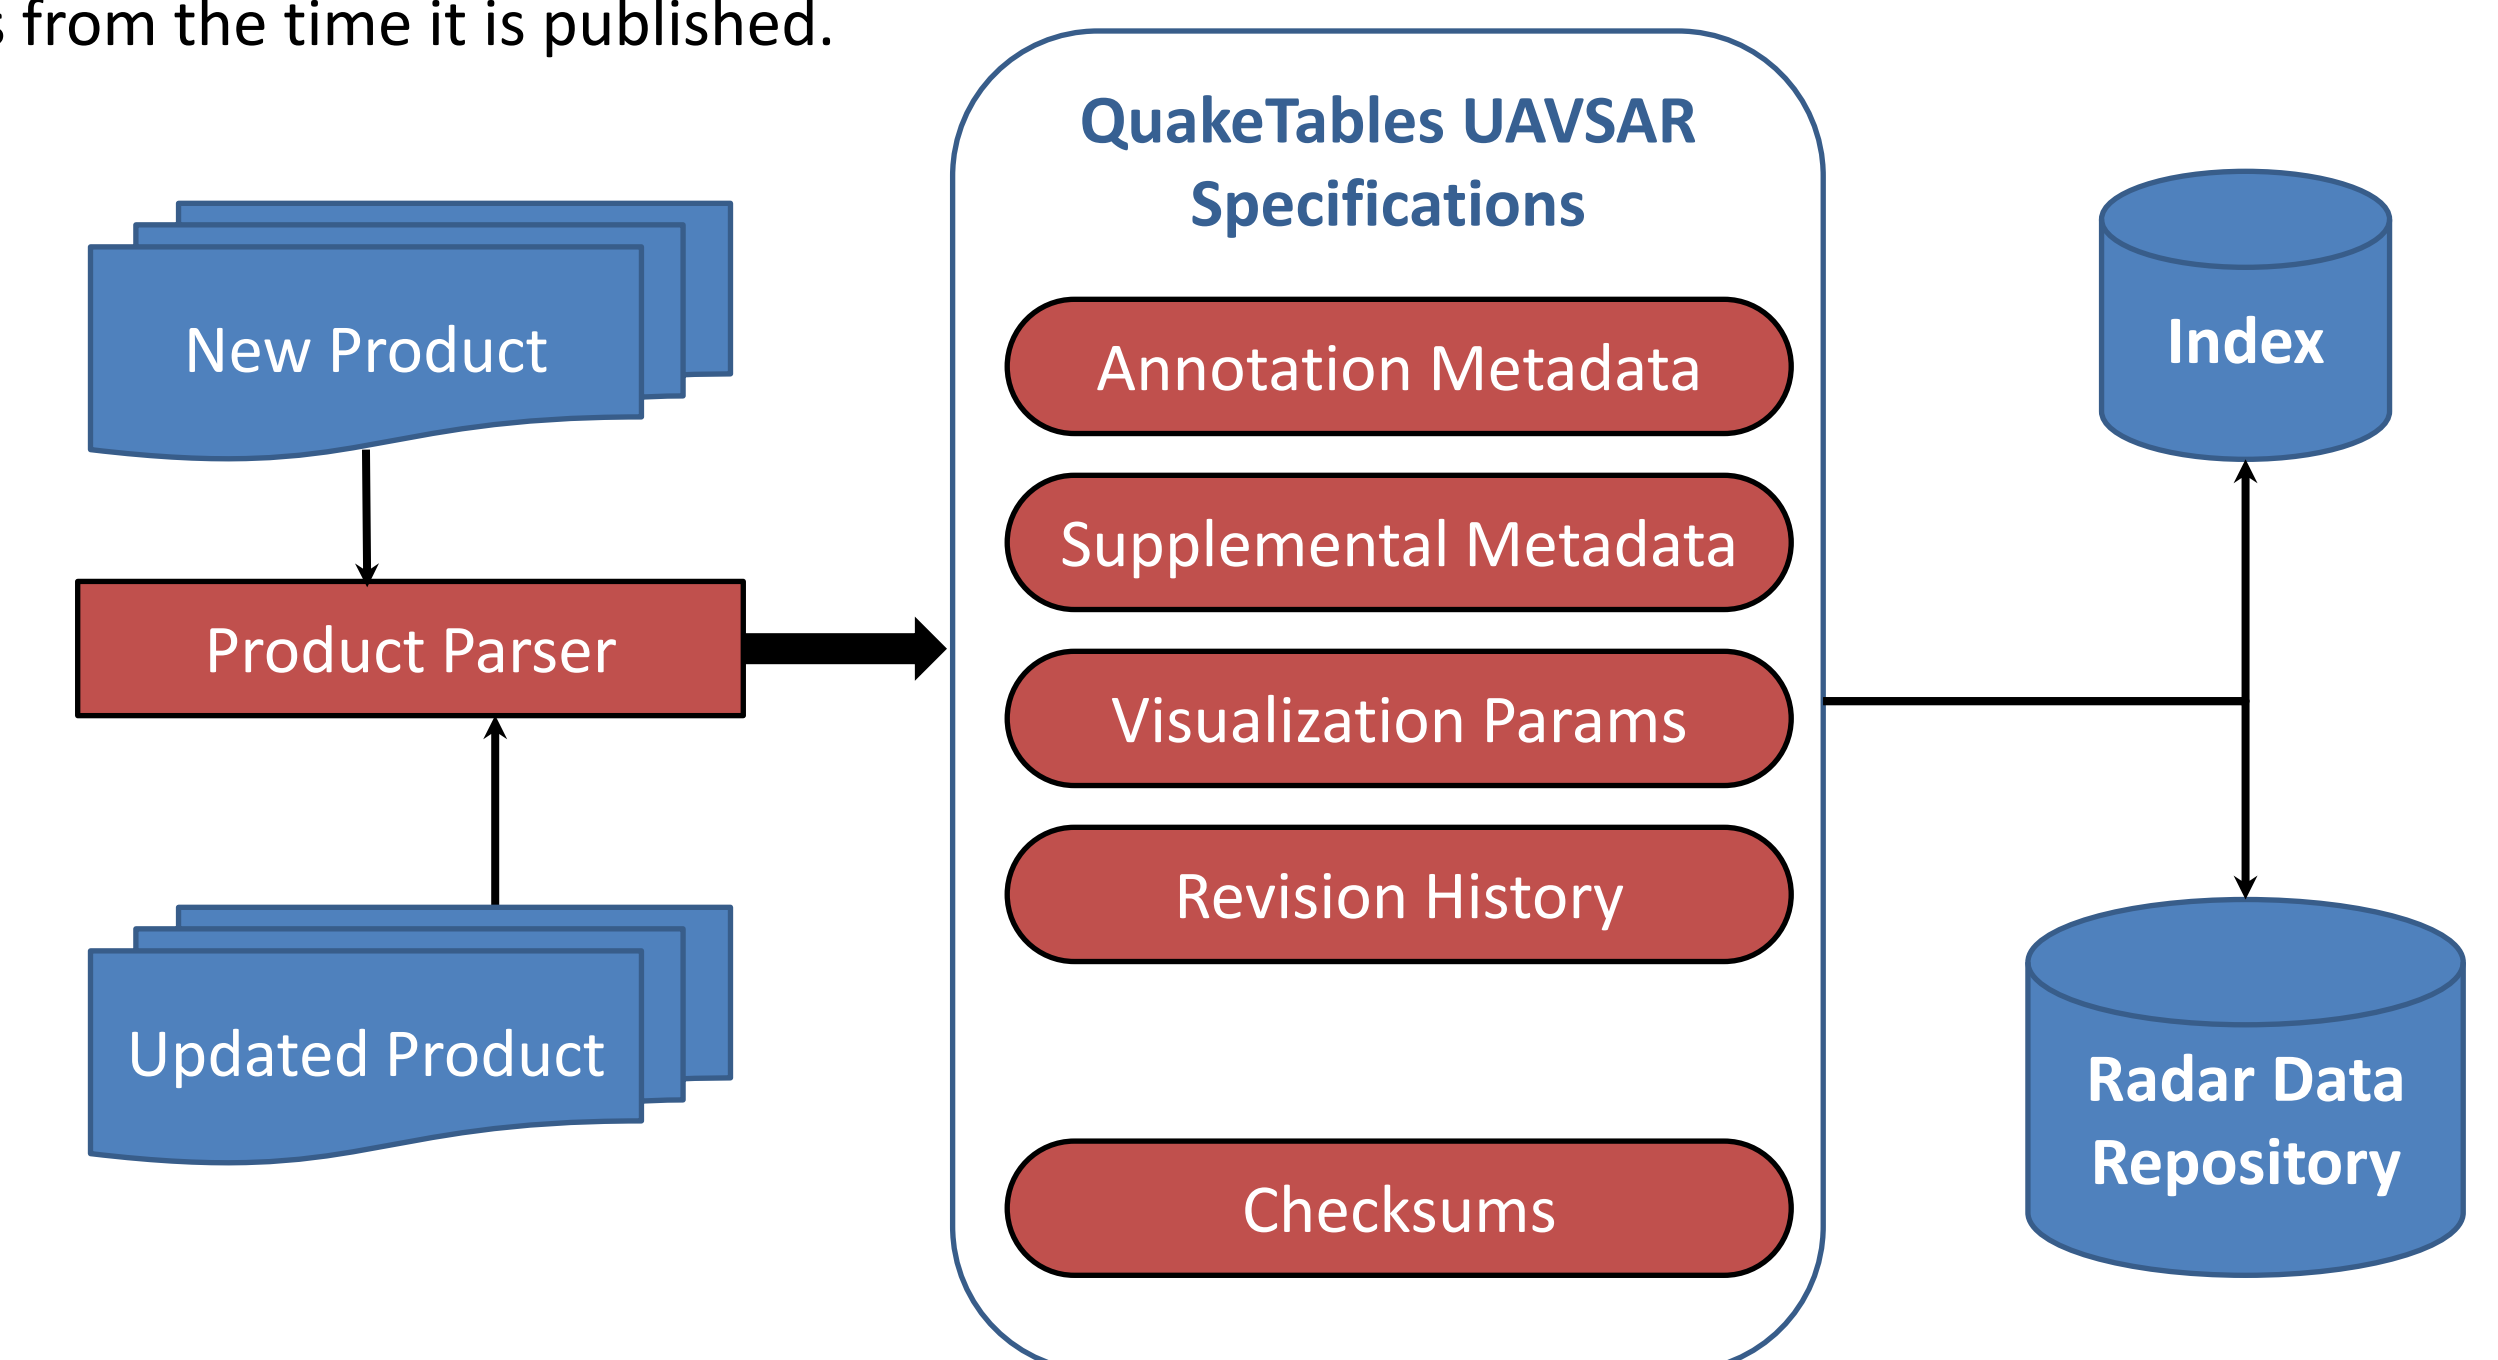 from the time it is published.
QuakeTables UAVSAR
Specifications
New Product
Annotation Metadata
Index
Supplemental Metadata
Product Parser
Visualization Params
Revision History
Updated Product
Radar Data
Repository
Checksums